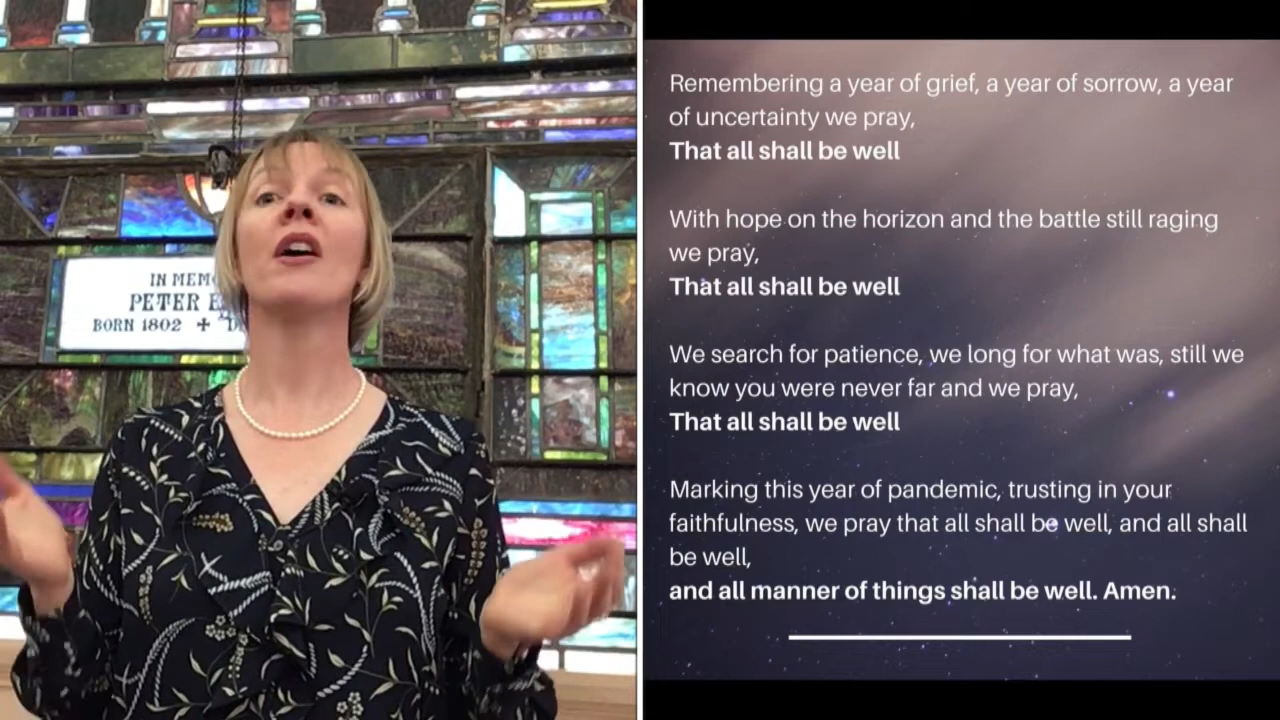 IN MEM
PETER
BORN 1802 ✝ D
Remembering a year of grief, a year of sorrow, a year
of uncertainty we pray,
That all shall be well
With hope on the horizon and the battle still raging
we pray,
That all shall be well
We search for patience, we long for what was, still we
know you were never far and we pray,
That all shall be well
Marking this year of pandemic, trusting in your
faithfulness, we pray that all shall be well, and all shall
be well,
and all manner of things shall be well. Amen.